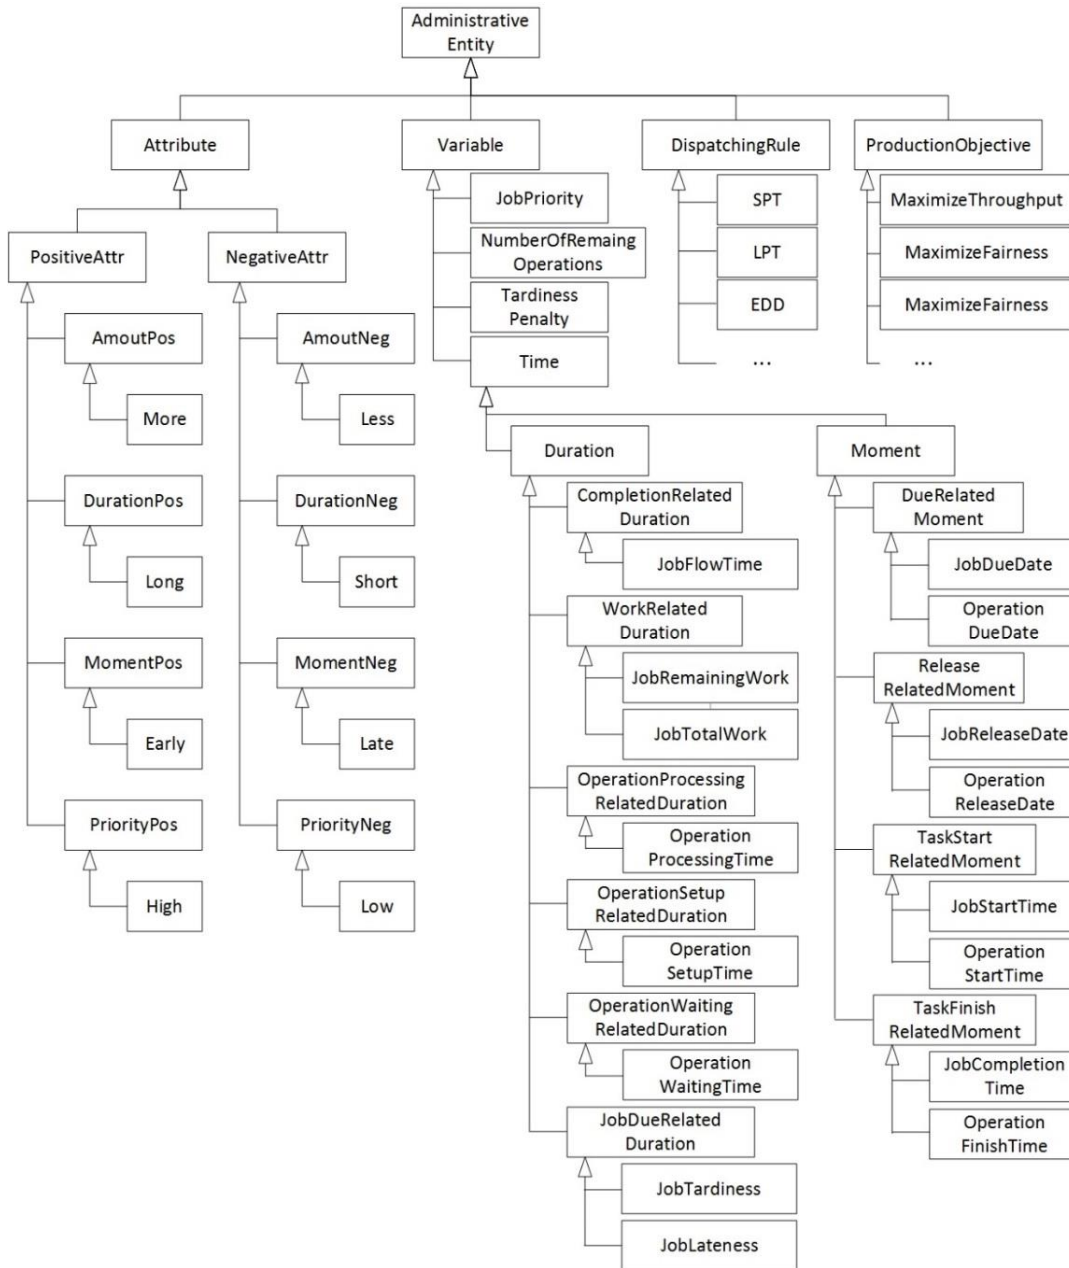 Administrative
Entity
Attribute
Variable
DispatchingRule
ProductionObjective
PositiveAttr
NegativeAttr
AmoutPos
More
DurationPos
Long
MomentPos
Early
PriorityPos
High
AmoutNeg
Less
DurationNeg
Short
MomentNeg
Late
PriorityNeg
Low
JobPriority
NumberOfRemaing
Operations
Tardiness
Penalty
Time
SPT
LPT
EDD
...
MaximizeThroughput
MaximizeFairness
MaximizeFairness
...
Duration
CompletionRelated
Duration
JobFlowTime
WorkRelated
Duration
JobRemainingWork
JobTotalWork
OperationProcessing
RelatedDuration
Operation
ProcessingTime
OperationSetup
RelatedDuration
Operation
SetupTime
OperationWaiting
RelatedDuration
Operation
WaitingTime
JobDueRelated
Duration
JobTardiness
JobLateness
Moment
DueRelated
Moment
JobDueDate
Operation
DueDate
Release
RelatedMoment
JobReleaseDate
Operation
ReleaseDate
TaskStart
RelatedMoment
JobStartTime
Operation
StartTime
TaskFinish
RelatedMoment
JobCompletion
Time
Operation
FinishTime